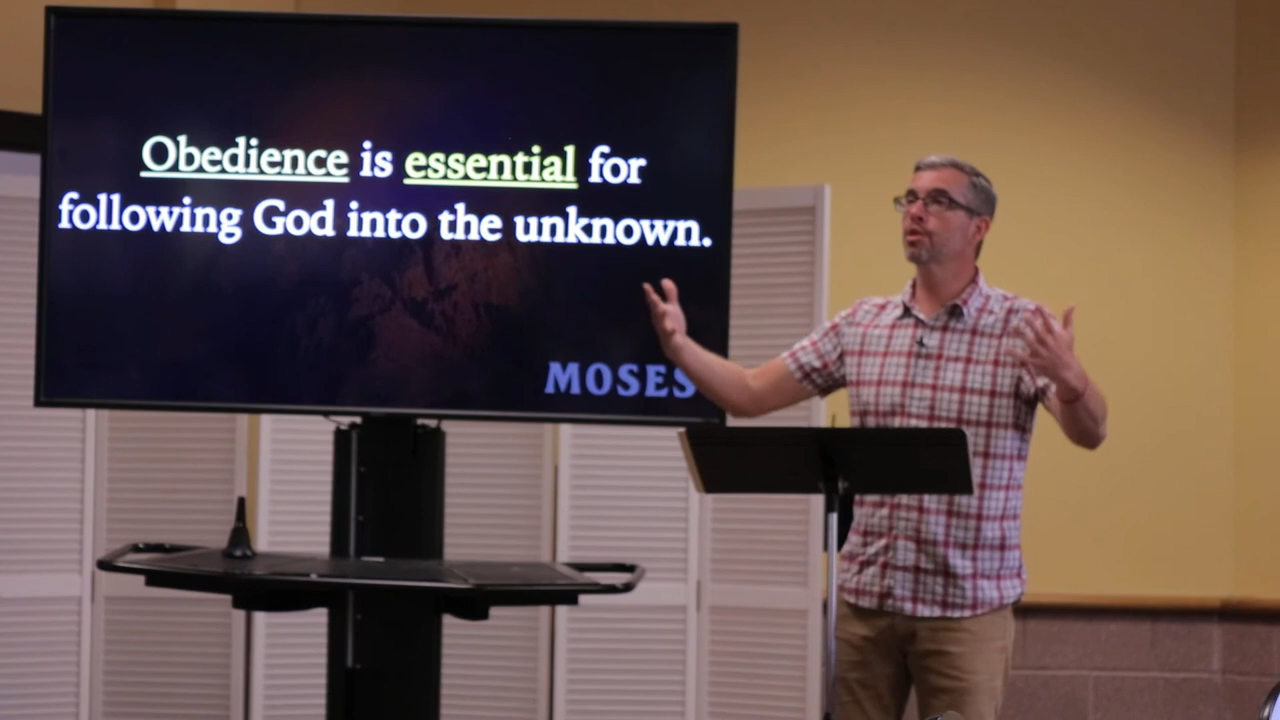 Obedience is essential for
following God into the unknown.
MOSES